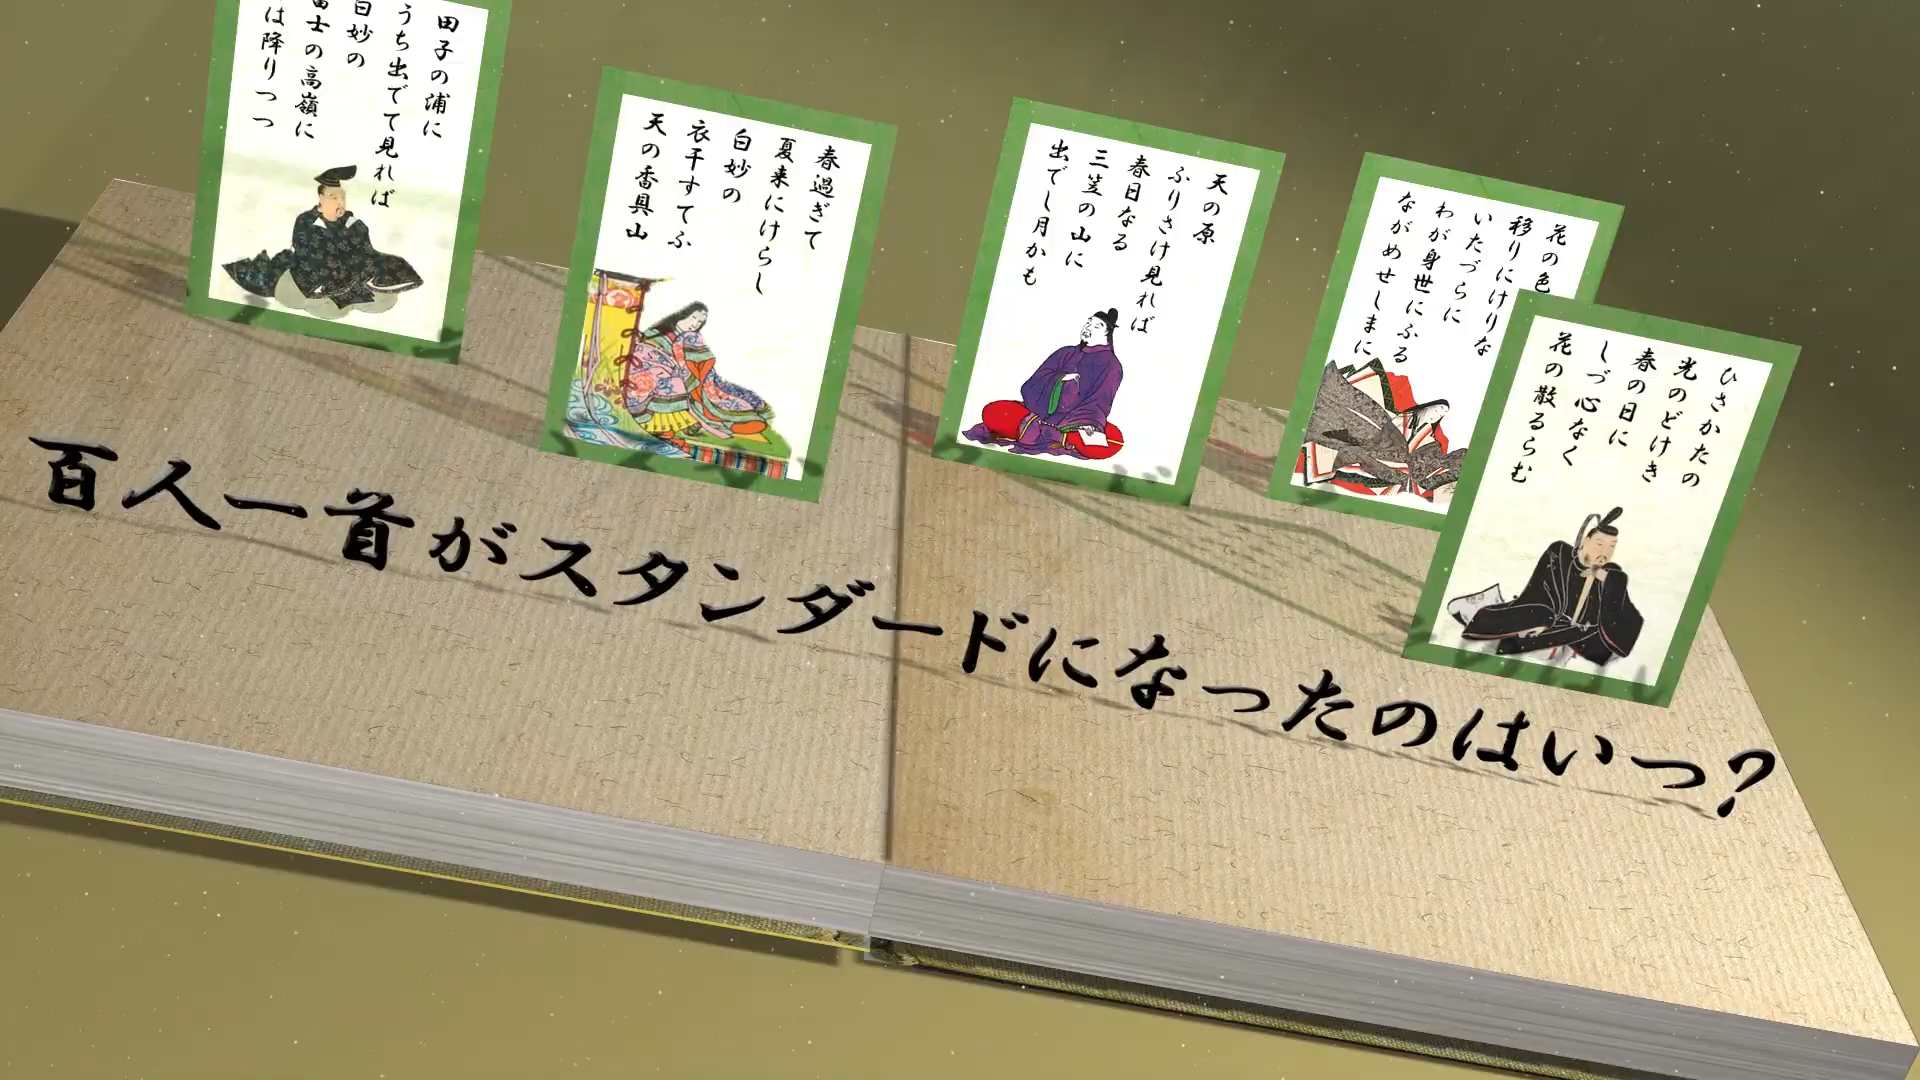 田子の浦に
うち出でて見れば
白妙の
富士の高嶺に
は降りつつ
春過ぎて
夏来にけらし
白妙の
衣干すてふ
天の香具山
天の原
ふりさけ見れば
春日なる
三笠の山に
出でし月かも
花の色
移りにけりな
いたづらに
わが身世にふる
ながめせしまに
ひさかたの
光のどけき
春の日に
しづ心なく
花の散るらむ
百人一首がスタンダードになったのはいつ?